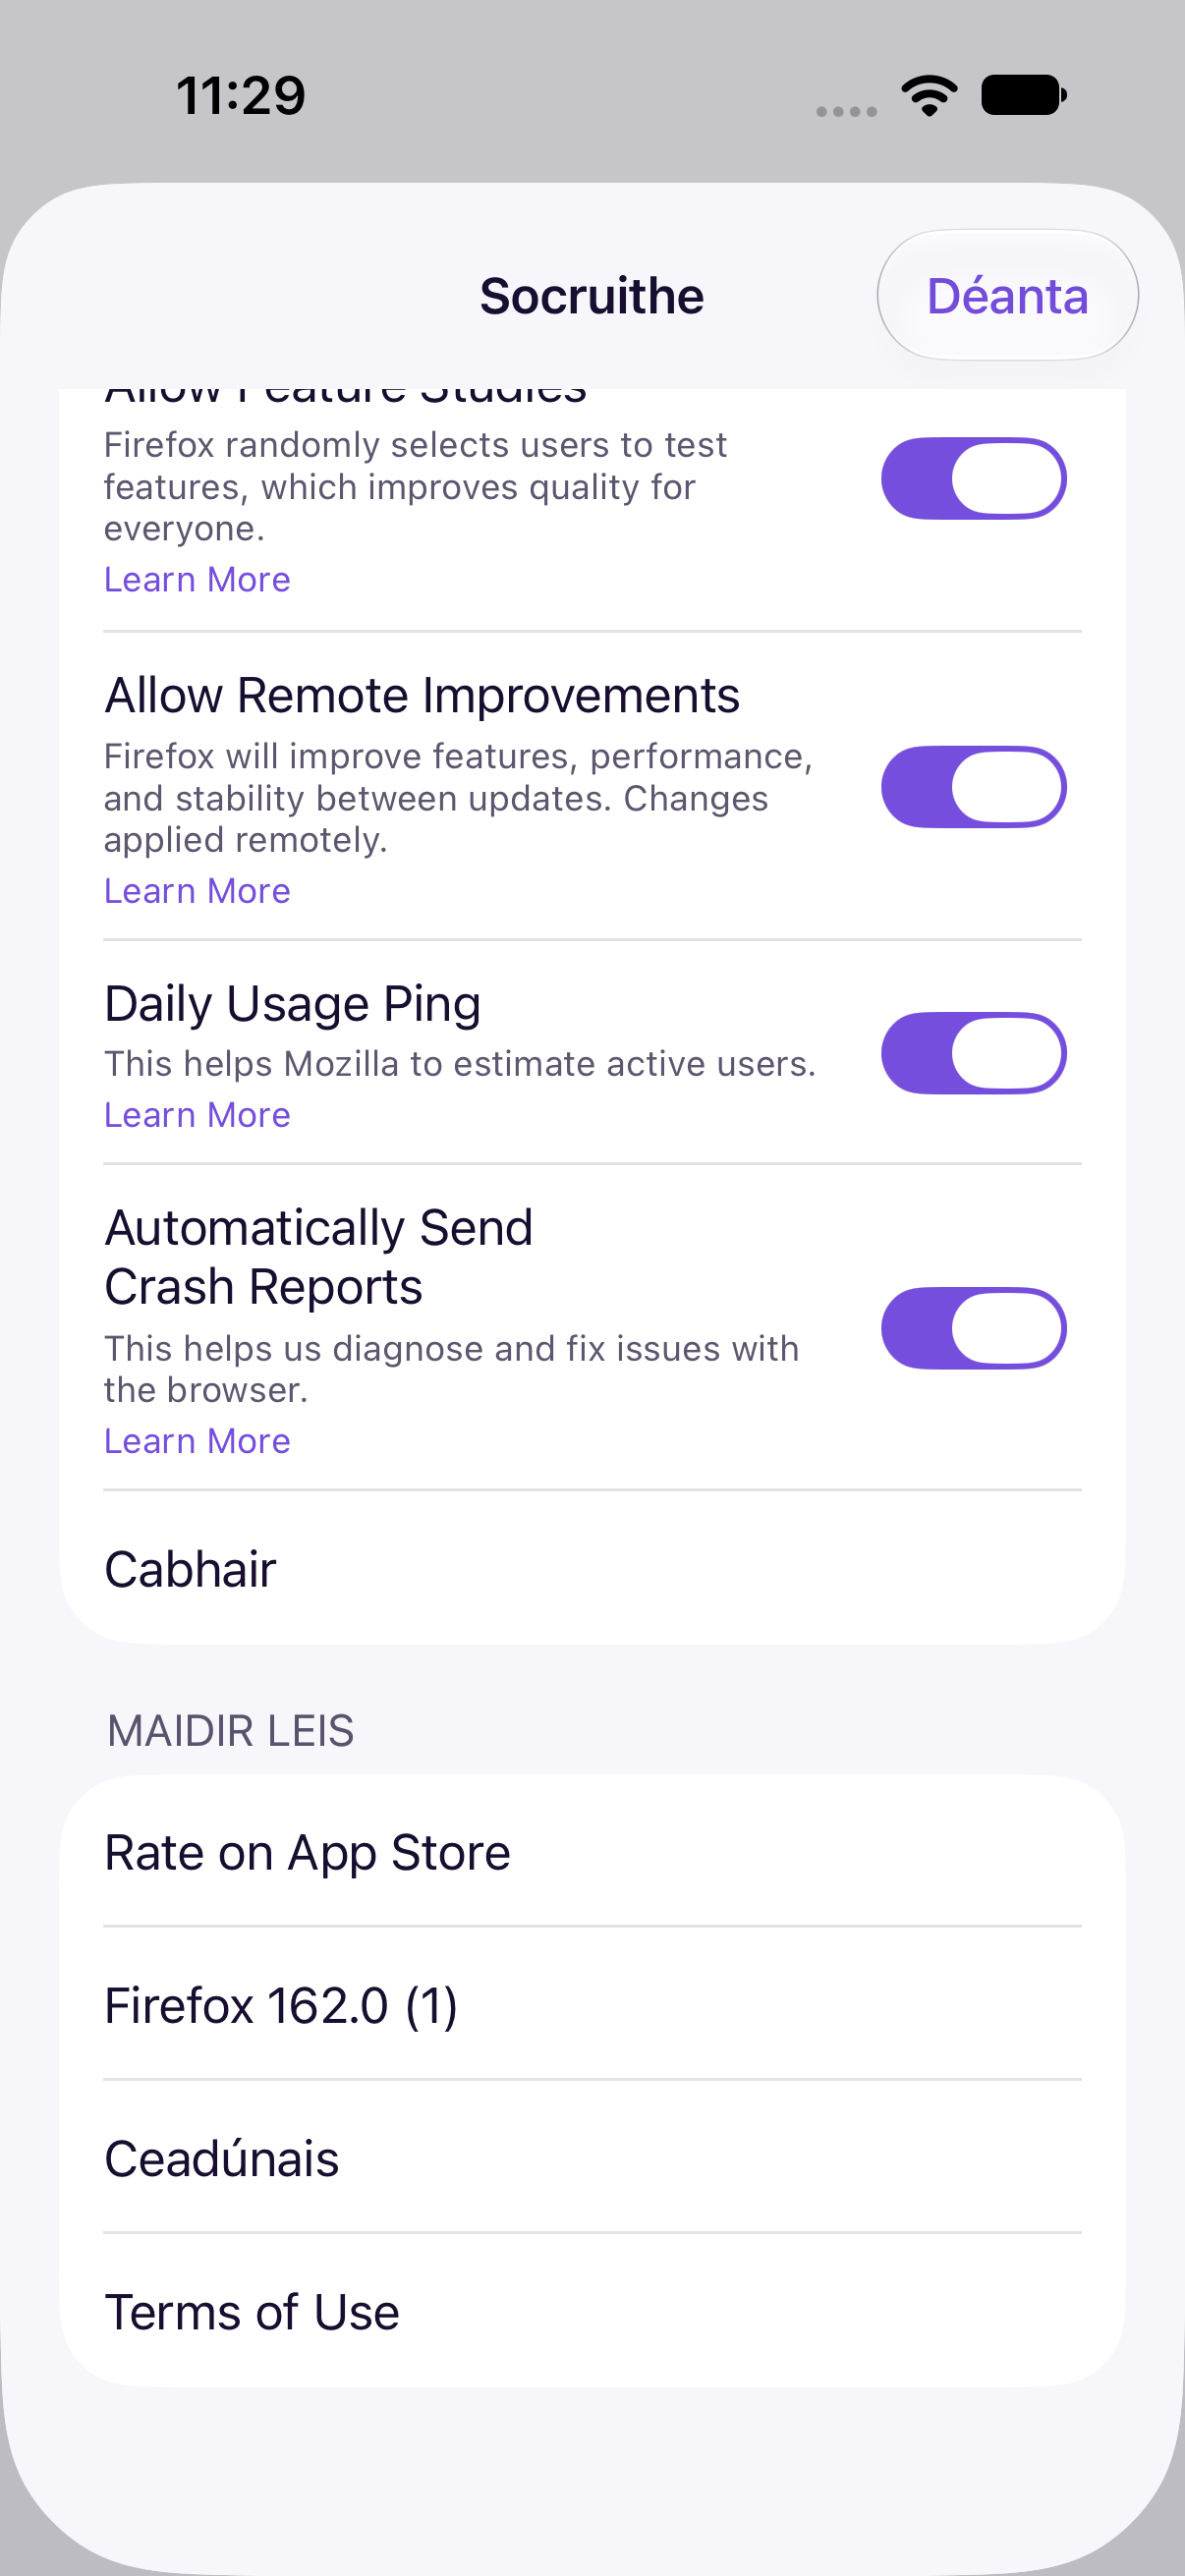 11:29
Socruithe
Déanta
Allow Feature Studies
Firefox randomly selects users to test
features, which improves quality for
everyone.
Learn More
Allow Remote Improvements
Firefox will improve features, performance,
and stability between updates. Changes
applied remotely.
Learn More
Daily Usage Ping
This helps Mozilla to estimate active users.
Learn More
Automatically Send
Crash Reports
This helps us diagnose and fix issues with
the browser.
Learn More
Cabhair
MAIDIR LEIS
Rate on App Store
Firefox 162.0 (1)
Ceadúnais
Terms of Use